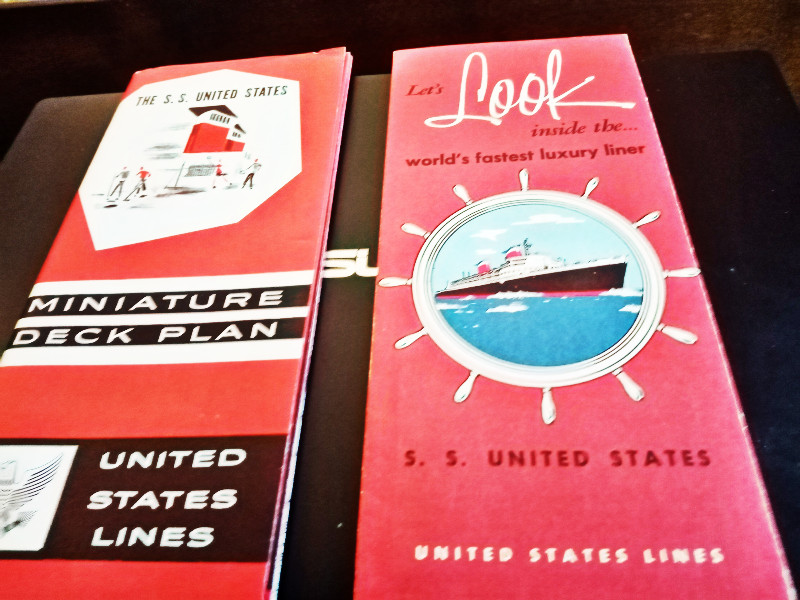 THE S. S. UNITED STATES
MINIATURE
DECK PLAN
UNITED
STATES
LINES
Let's Look
inside the...
world's fastest luxury liner
S. S. UNITED STATES
UNITED STATES LINES